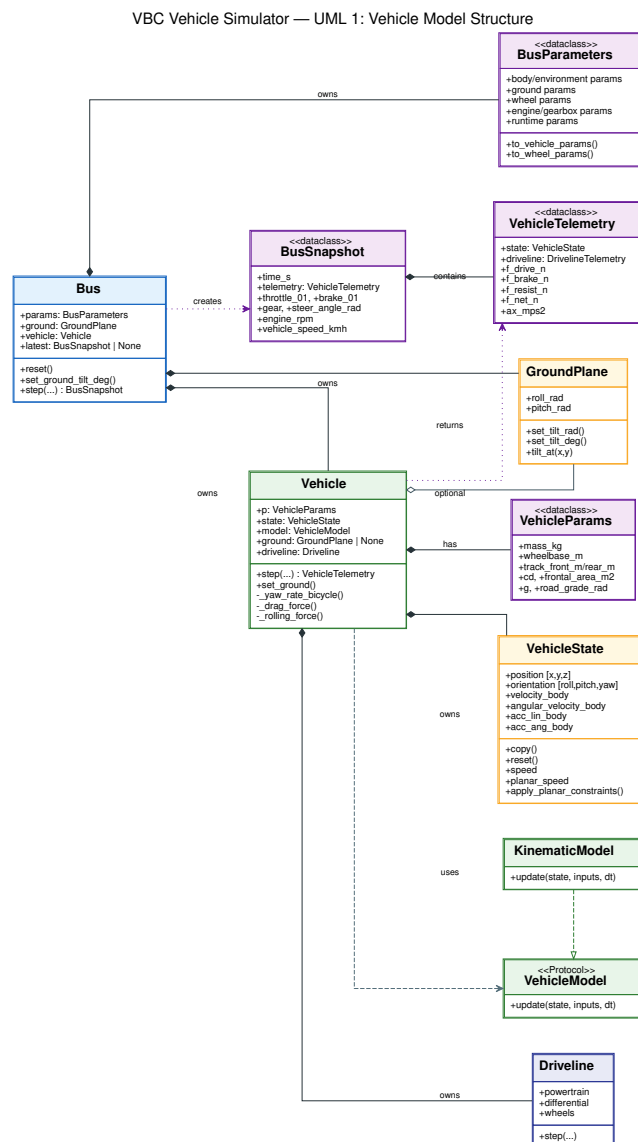 VBC Vehicle Simulator — UML 1: Vehicle Model Structure
<<dataclass>>
BusParameters
+body/environment params
+ground params
+wheel params
+engine/gearbox params
+runtime params
+to_vehicle_params()
+to_wheel_params()
owns
<<dataclass>>
VehicleTelemetry
+state: VehicleState
+driveline: DrivelineTelemetry
+f_drive_n
+f_brake_n
+f_resist_n
+f_net_n
+ax_mps2
<<dataclass>>
BusSnapshot
+time_s
+telemetry: VehicleTelemetry
+throttle_01, +brake_01
+gear, +steer_angle_rad
+engine_rpm
+vehicle_speed_kmh
contains
Bus
+params: BusParameters
+ground: GroundPlane
+vehicle: Vehicle
+latest: BusSnapshot | None
+reset()
+set_ground_tilt_deg()
+step(...) : BusSnapshot
creates
owns
GroundPlane
+roll_rad
+pitch_rad
+set_tilt_rad()
+set_tilt_deg()
+tilt_at(x,y)
returns
owns
optional
Vehicle
+p: VehicleParams
+state: VehicleState
+model: VehicleModel
+ground: GroundPlane | None
+driveline: Driveline
+step(...) : VehicleTelemetry
+set_ground()
-_yaw_rate_bicycle()
-_drag_force()
-_rolling_force()
has
<<dataclass>>
VehicleParams
+mass_kg
+wheelbase_m
+track_front_m/rear_m
+cd, +frontal_area_m2
+g, +road_grade_rad
VehicleState
+position [x,y,z]
+orientation [roll,pitch,yaw]
+velocity_body
+angular_velocity_body
+acc_lin_body
+acc_ang_body
+copy()
+reset()
+speed
+planar_speed
+apply_planar_constraints()
owns
KinematicModel
+update(state, inputs, dt)
uses
<<Protocol>>
VehicleModel
+update(state, inputs, dt)
Driveline
+powertrain
+differential
+wheels
+step(...)
owns